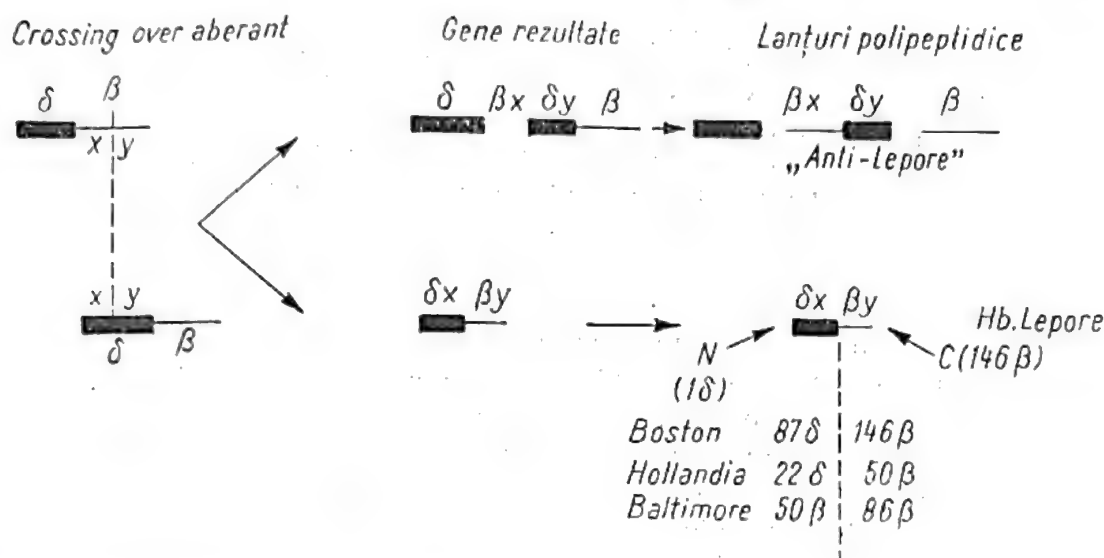 Crossing over aberant
Gene rezultate
Lanțuri polipeptidice
δ β
x y
x y
δ β
δ βx δy β
βx δy β
„Anti-Lepore”
δx βy
δx βy
Hb. Lepore
N
(1δ)
C(146β)
Boston 87δ 146β
Hollandia 22δ 50β
Baltimore 50β 86β